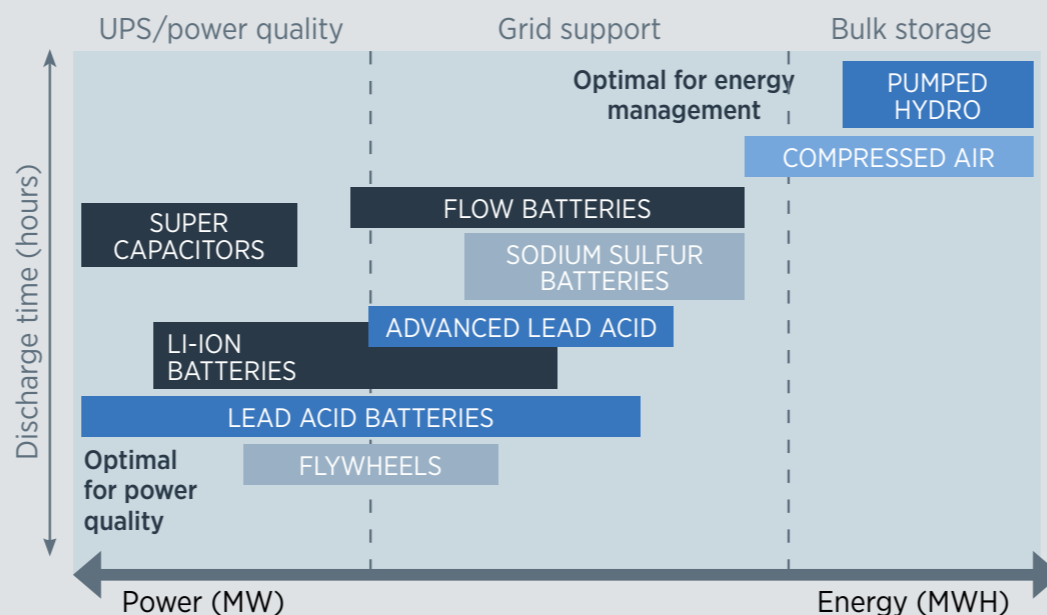 UPS/power quality
Grid support
Bulk storage
Optimal for energy
management
PUMPED
HYDRO
COMPRESSED AIR
SUPER
CAPACITORS
FLOW BATTERIES
SODIUM SULFUR
BATTERIES
ADVANCED LEAD ACID
LI-ION
BATTERIES
LEAD ACID BATTERIES
Optimal
for power
quality
FLYWHEELS
Discharge time (hours)
Power (MW)
Energy (MWH)